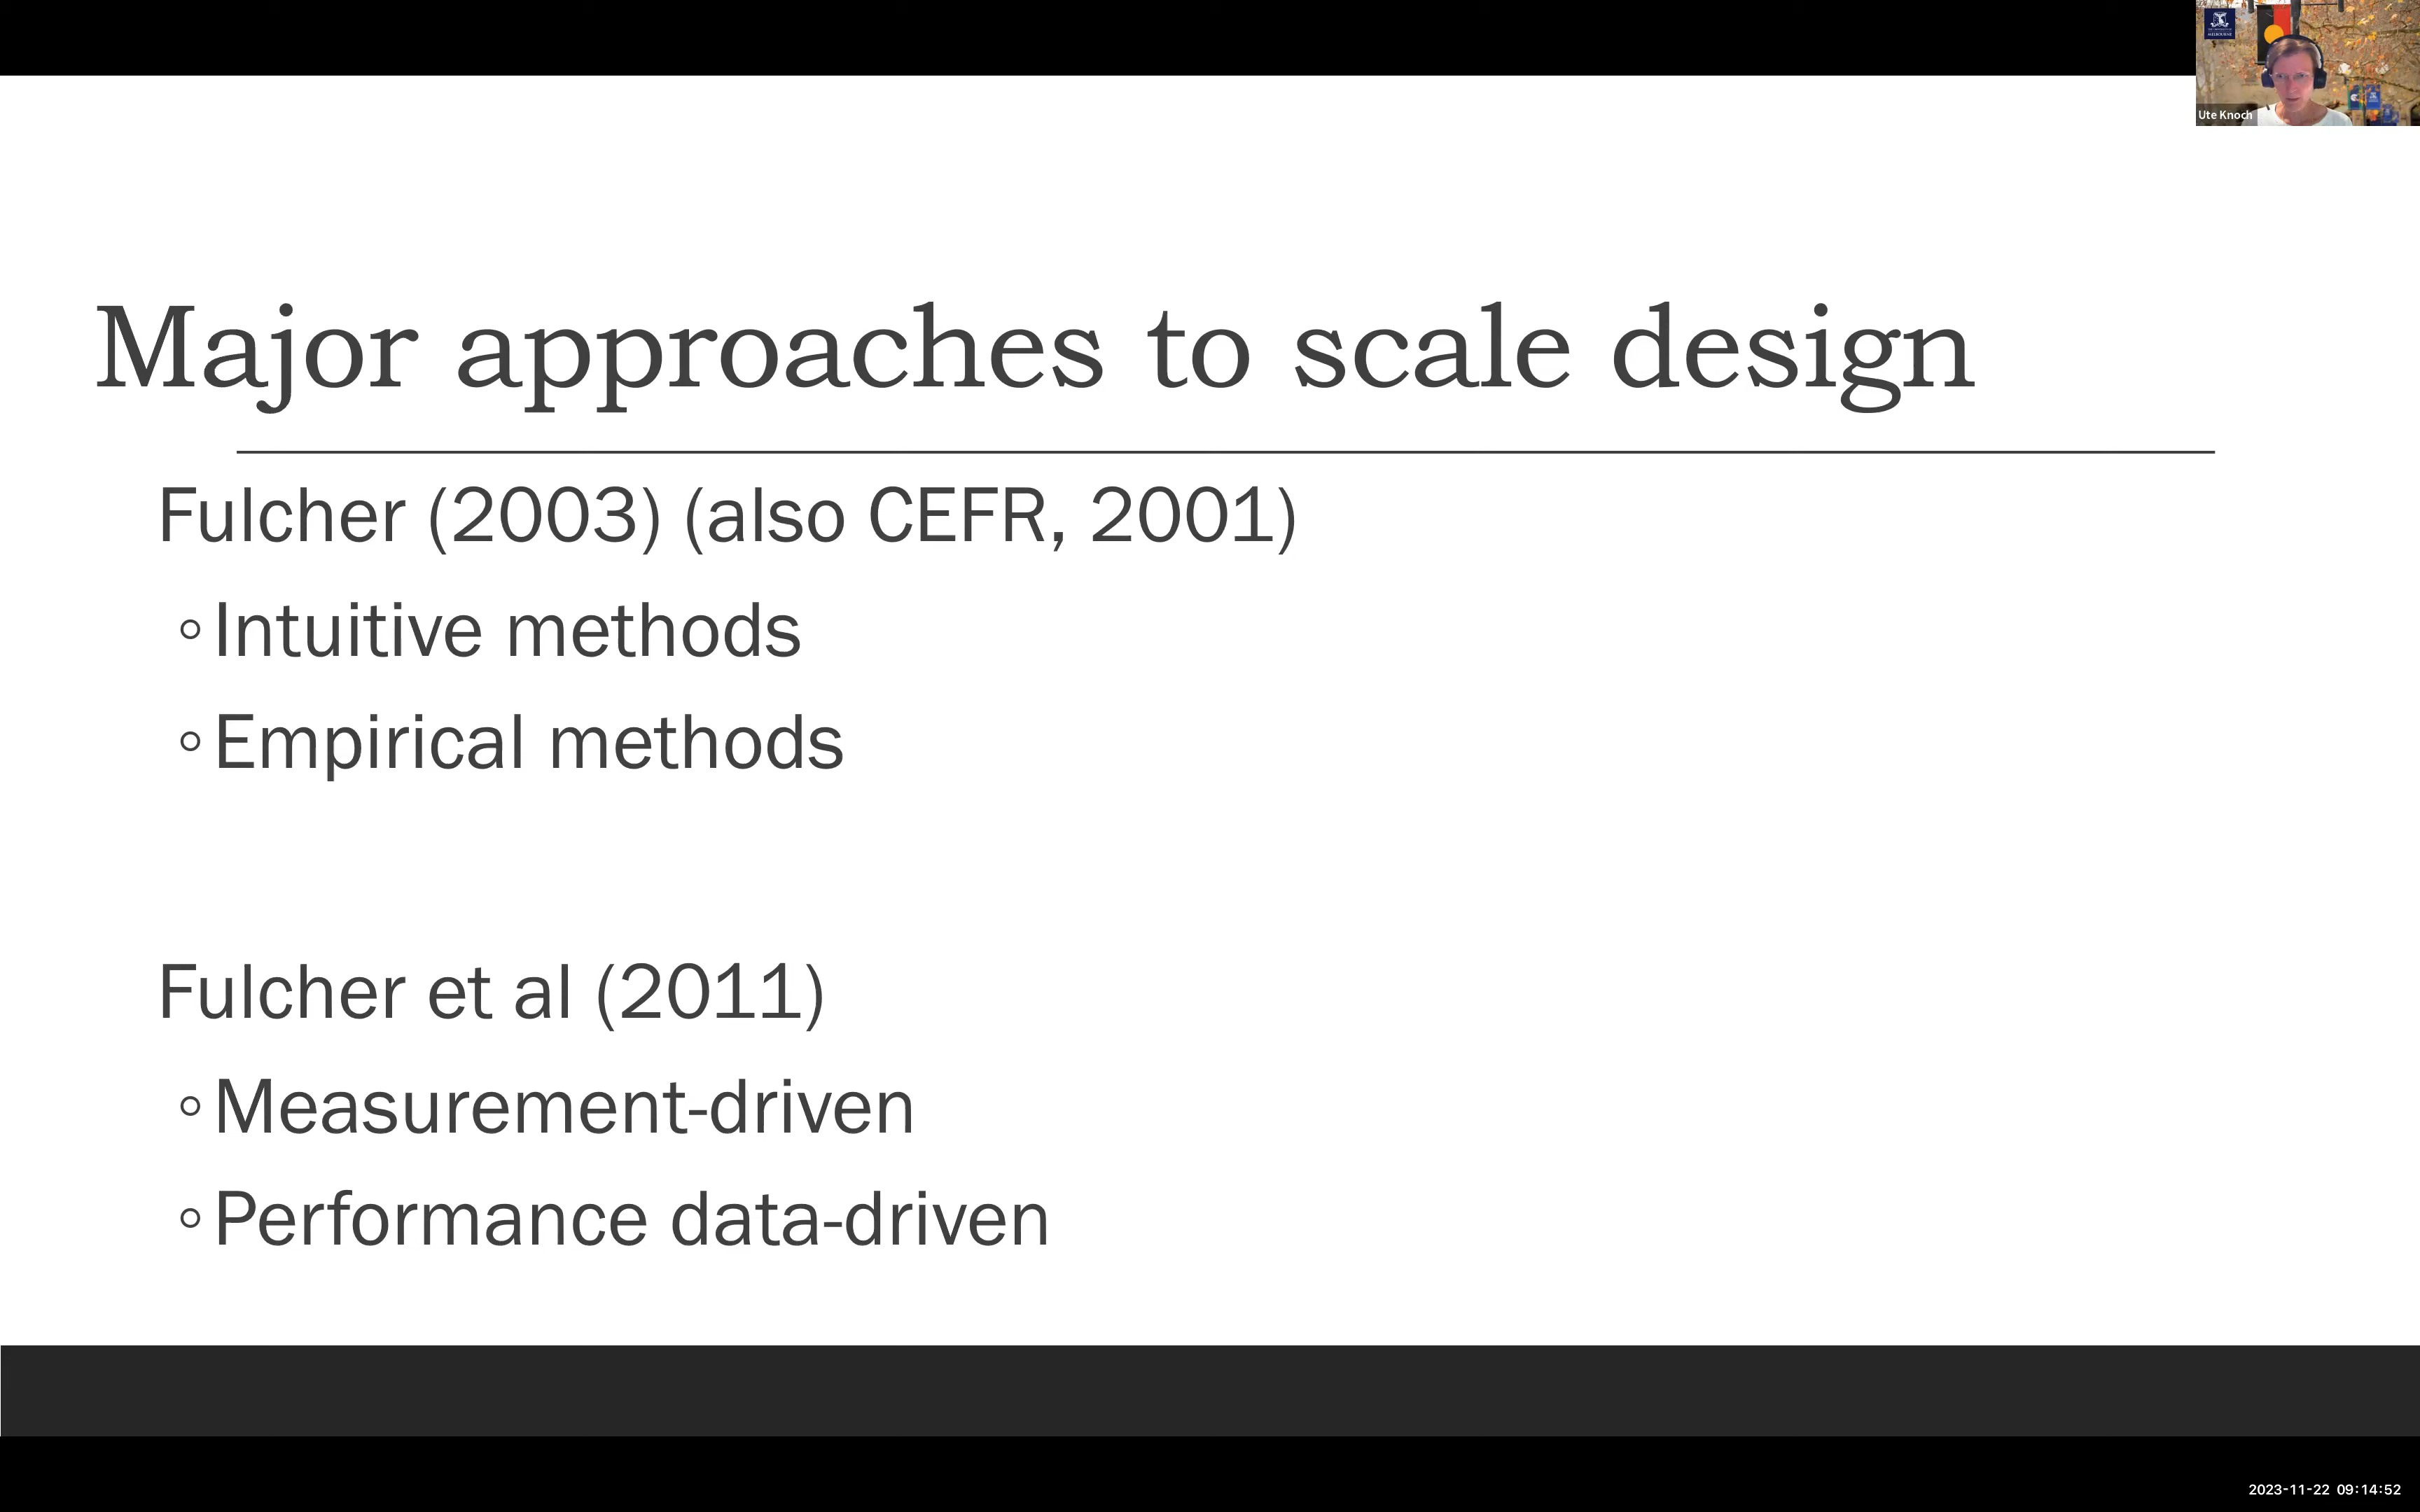 Ute Knoch
Major approaches to scale design
Fulcher (2003) (also CEFR, 2001)
◦Intuitive methods
◦Empirical methods
Fulcher et al (2011)
◦Measurement-driven
◦Performance data-driven
2023-11-22 09:14:52